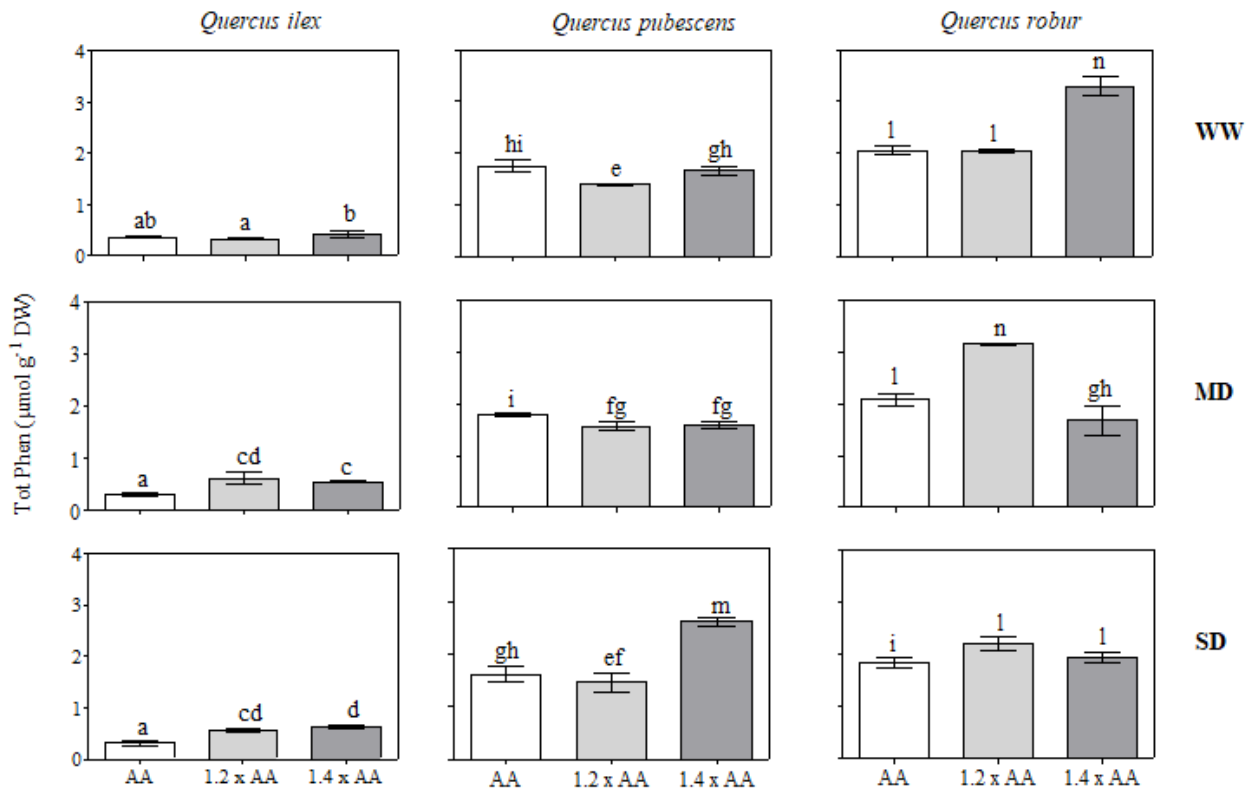 Quercus ilex Quercus pubescens Quercus robur
Tot Phen (µmol g-1 DW)
4
3
2
1
0
ab a b
hi e gh
l l n
WW
4
3
2
1
0
a cd c
i fg fg
l n gh
MD
4
3
2
1
0
a cd d
gh ef m
i l l
SD
AA 1.2 x AA 1.4 x AA
AA 1.2 x AA 1.4 x AA
AA 1.2 x AA 1.4 x AA